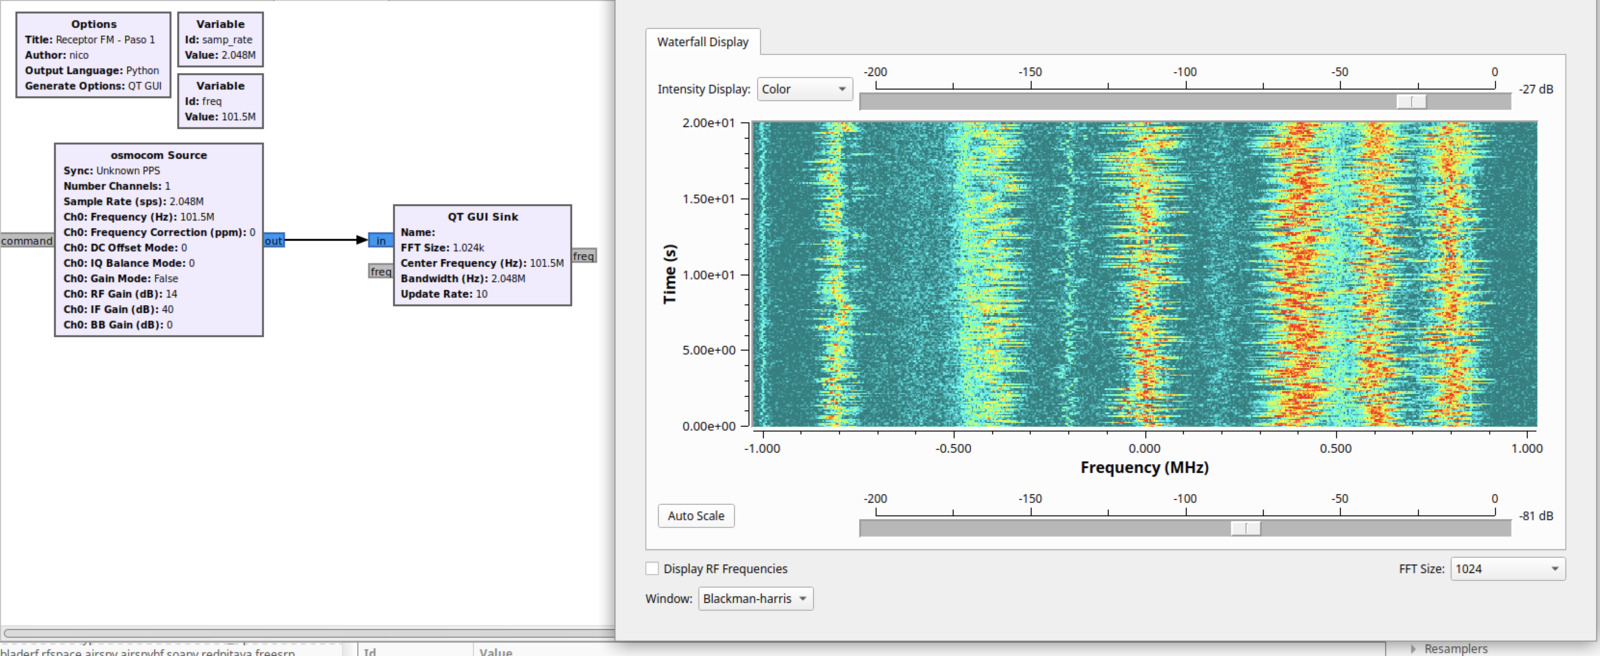 Options
Title: Receptor FM - Paso 1
Author: nico
Output Language: Python
Generate Options: QT GUI
Variable
Id: samp_rate
Value: 2.048M
Variable
Id: freq
Value: 101.5M
osmocom Source
Sync: Unknown PPS
Number Channels: 1
Sample Rate (sps): 2.048M
Ch0: Frequency (Hz): 101.5M
Ch0: Frequency Correction (ppm): 0
Ch0: DC Offset Mode: 0
Ch0: IQ Balance Mode: 0
Ch0: Gain Mode: False
Ch0: RF Gain (dB): 14
Ch0: IF Gain (dB): 40
Ch0: BB Gain (dB): 0
command
out
in
freq
QT GUI Sink
Name:
FFT Size: 1.024k
Center Frequency (Hz): 101.5M
Bandwidth (Hz): 2.048M
Update Rate: 10
freq
Waterfall Display
Intensity Display: Color
-200 -150 -100 -50 0
-27 dB
2.00e+01
1.50e+01
1.00e+01
5.00e+00
0.00e+00
Time (s)
-1.000 -0.500 0.000 0.500 1.000
Frequency (MHz)
Auto Scale
-200 -150 -100 -50 0
-81 dB
Display RF Frequencies
FFT Size: 1024
Window: Blackman-harris
bladerf rfspace airspy airspyhf soapy redpitaya freesrp
Id
Value
Resamplers